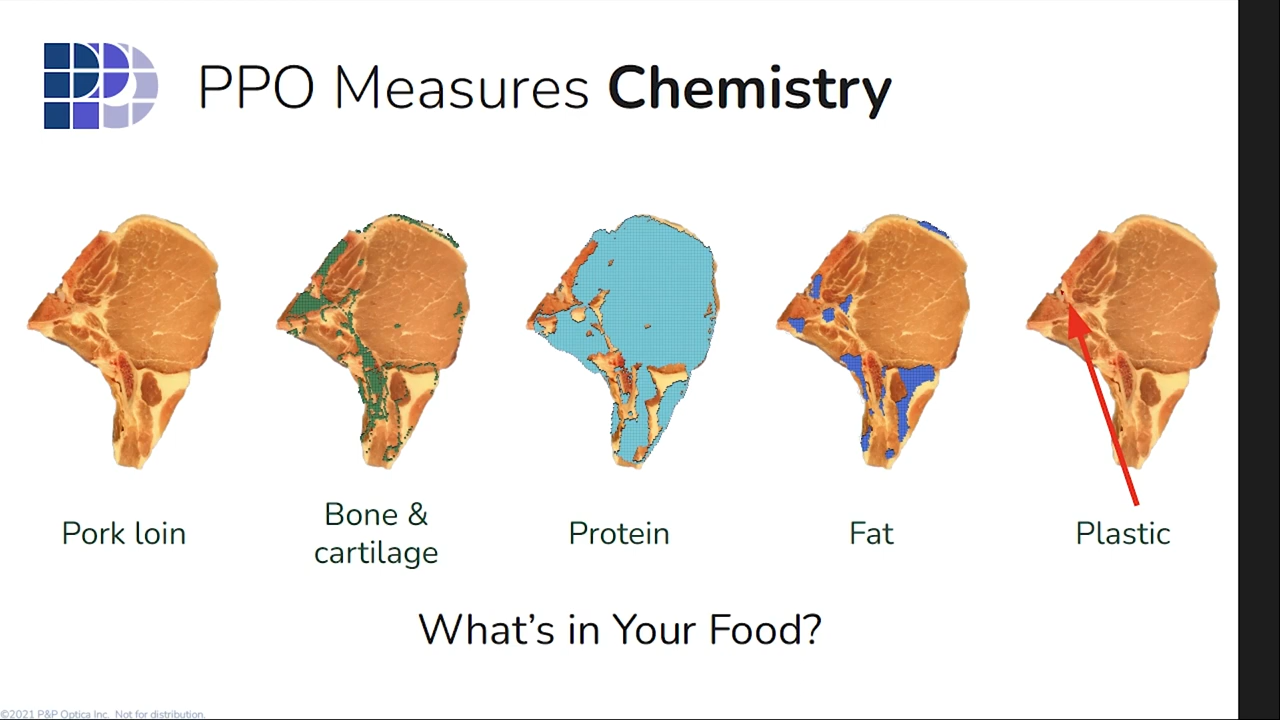 PPO Measures Chemistry
Pork loin
Bone &
cartilage
Protein
Fat
Plastic
What's in Your Food?
©2021 P&P Optica Inc. Not for distribution.